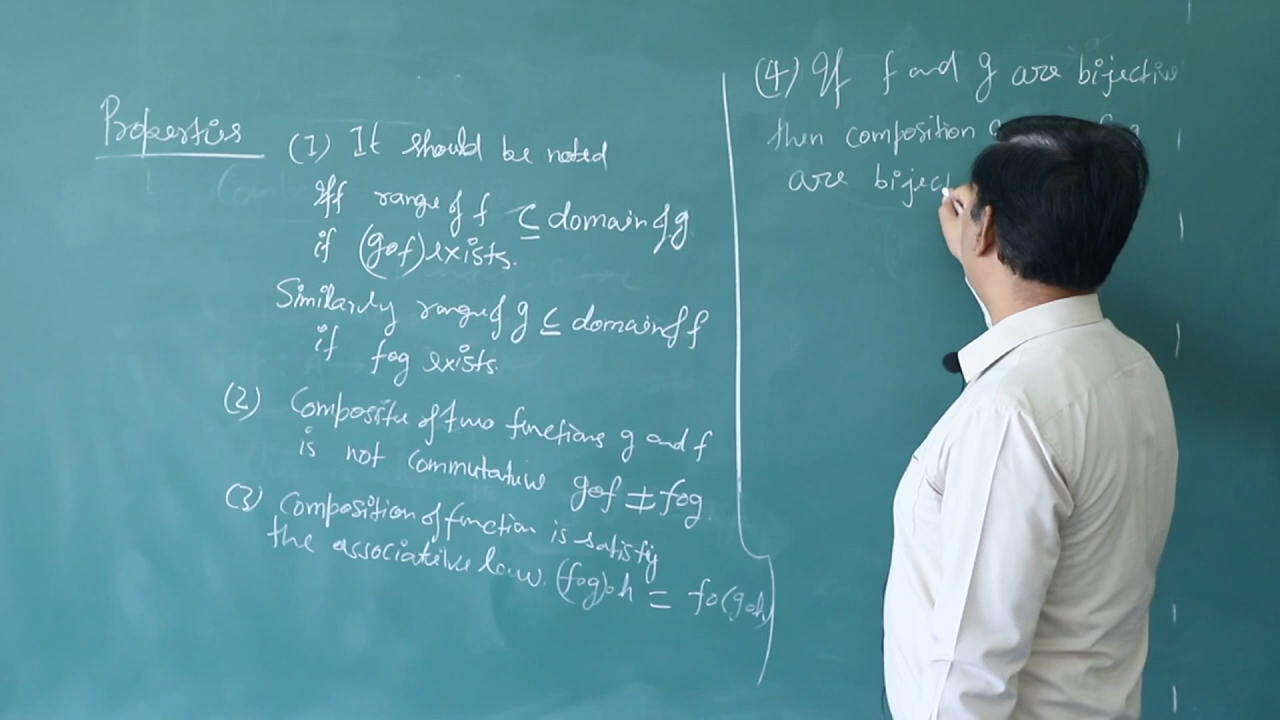 Properties (1) It should be noted
Iff range of f ⊆ domain of g
if (gof) exists.
Similarly range of g ⊆ domain of f
if fog exists.
(2) Composite of two functions g and f
is not commutative gof ≠ fog
(3) Composition of function is satisfy
the associative law. (fog)oh = fo(goh)
(4) If f and g are bijective
then composition fog
are bijec